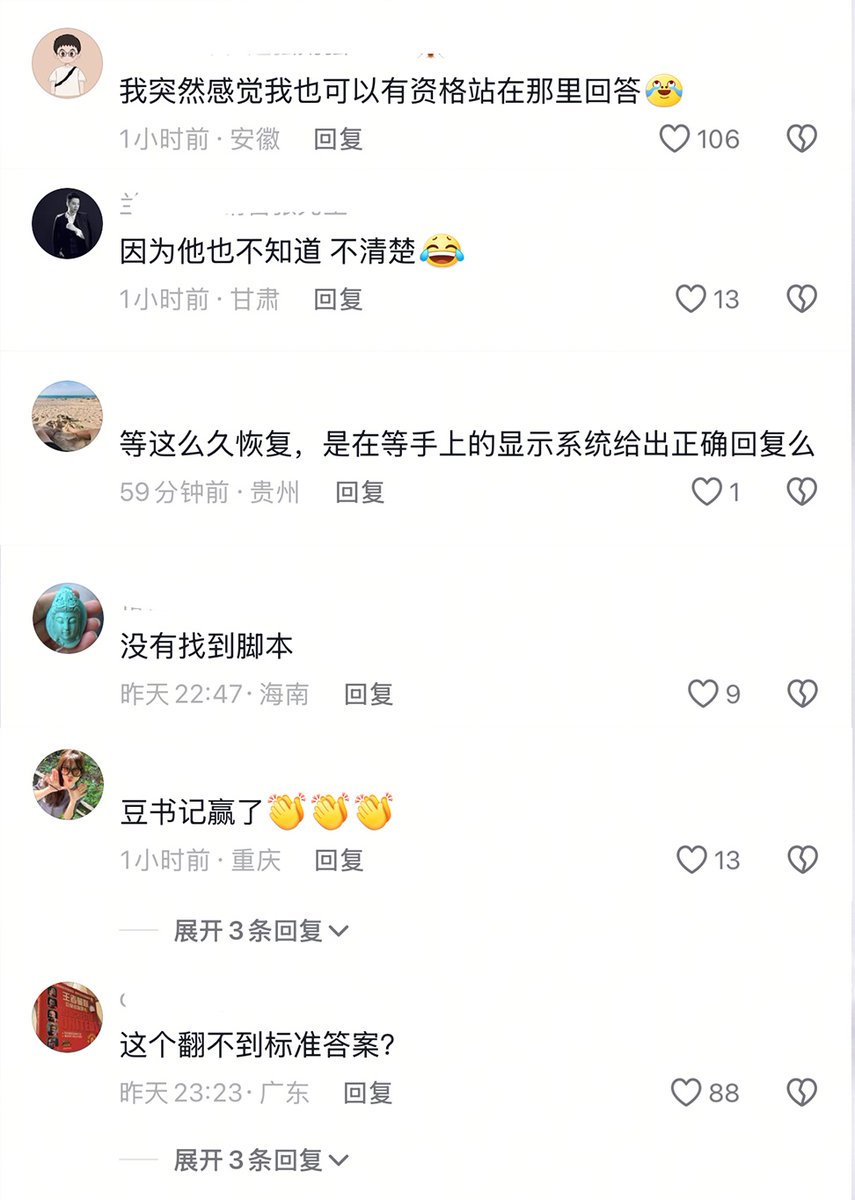 我突然感觉我也可以有资格站在那里回答😂
1小时前 · 安徽 回复 106
因为他也不知道 不清楚😂
1小时前 · 甘肃 回复 13
等这么久恢复，是在等手上的显示系统给出正确回复么
59分钟前 · 贵州 回复 1
没有找到脚本
昨天 22:47 · 海南 回复 9
豆书记赢了👏👏👏
1小时前 · 重庆 回复 13
展开3条回复
这个翻不到标准答案?
昨天 23:23 · 广东 回复 88
展开3条回复